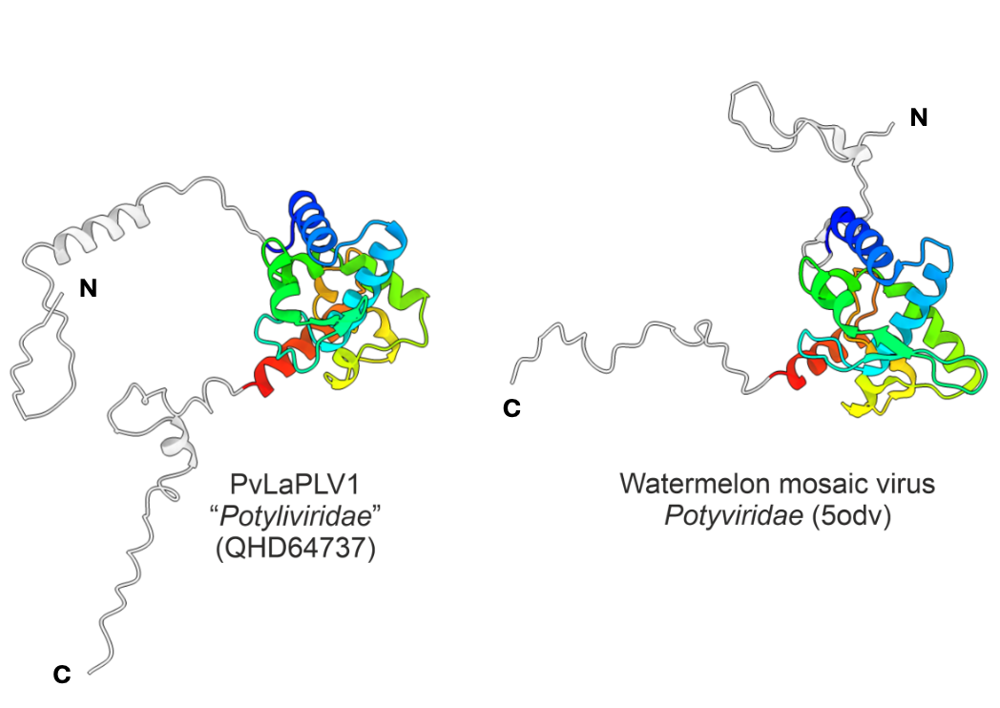 N
N
C
C
PvLaPLV1
“Potyliviridae”
(QHD64737)
Watermelon mosaic virus
Potyviridae (5odv)